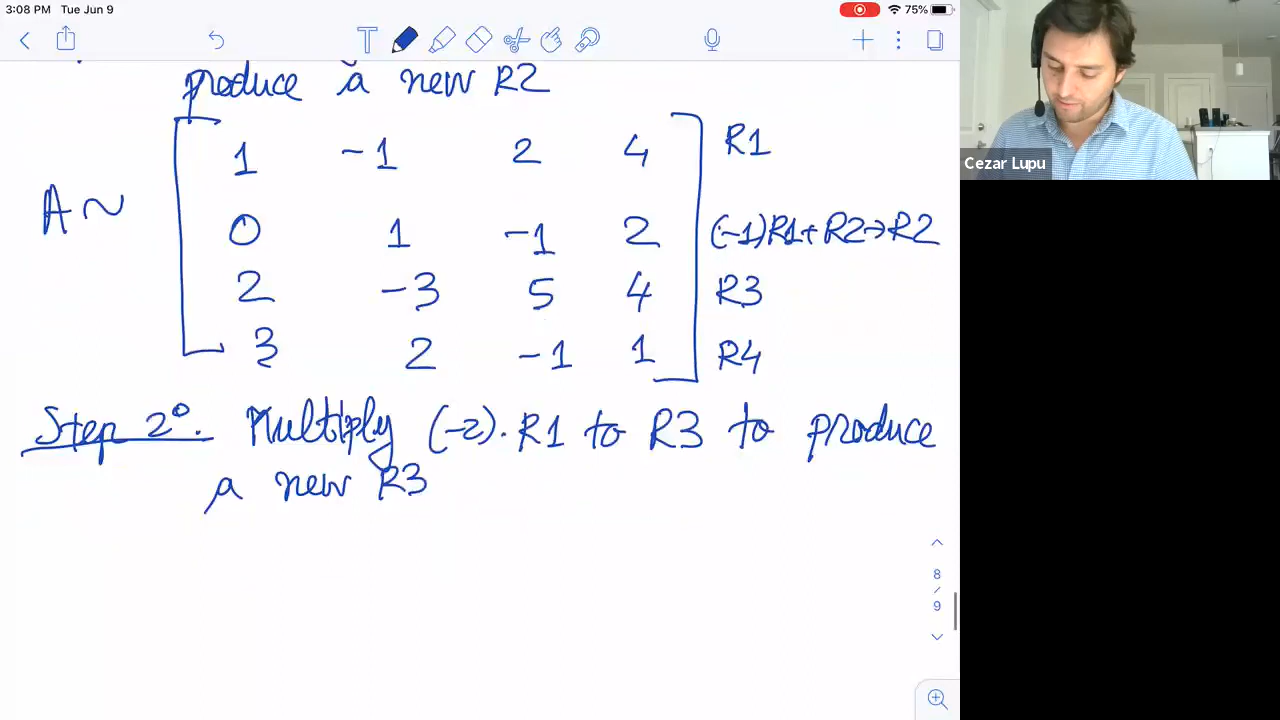 3:08 PM Tue Jun 9
75%
T
produce a new R2
1 -1 2 4 R1
A~ 0 1 -1 2 (-1)R1+R2→R2
2 -3 5 4 R3
3 2 -1 1 R4
Step 2°. Multiply (-2)·R1 to R3 to produce
a new R3
8
/
9
Cezar Lupu